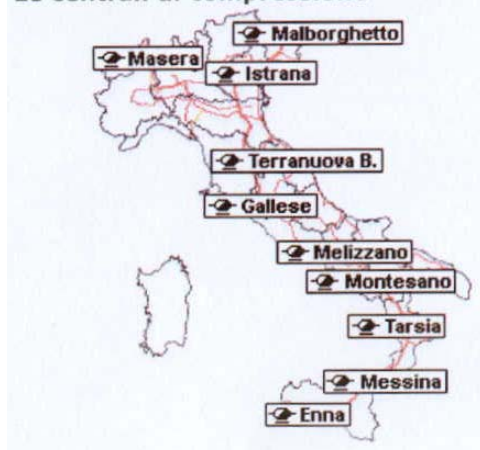 Malborghetto
Masera
Istrana
Terranuova B.
Gallese
Melizzano
Montesano
Tarsia
Messina
Enna